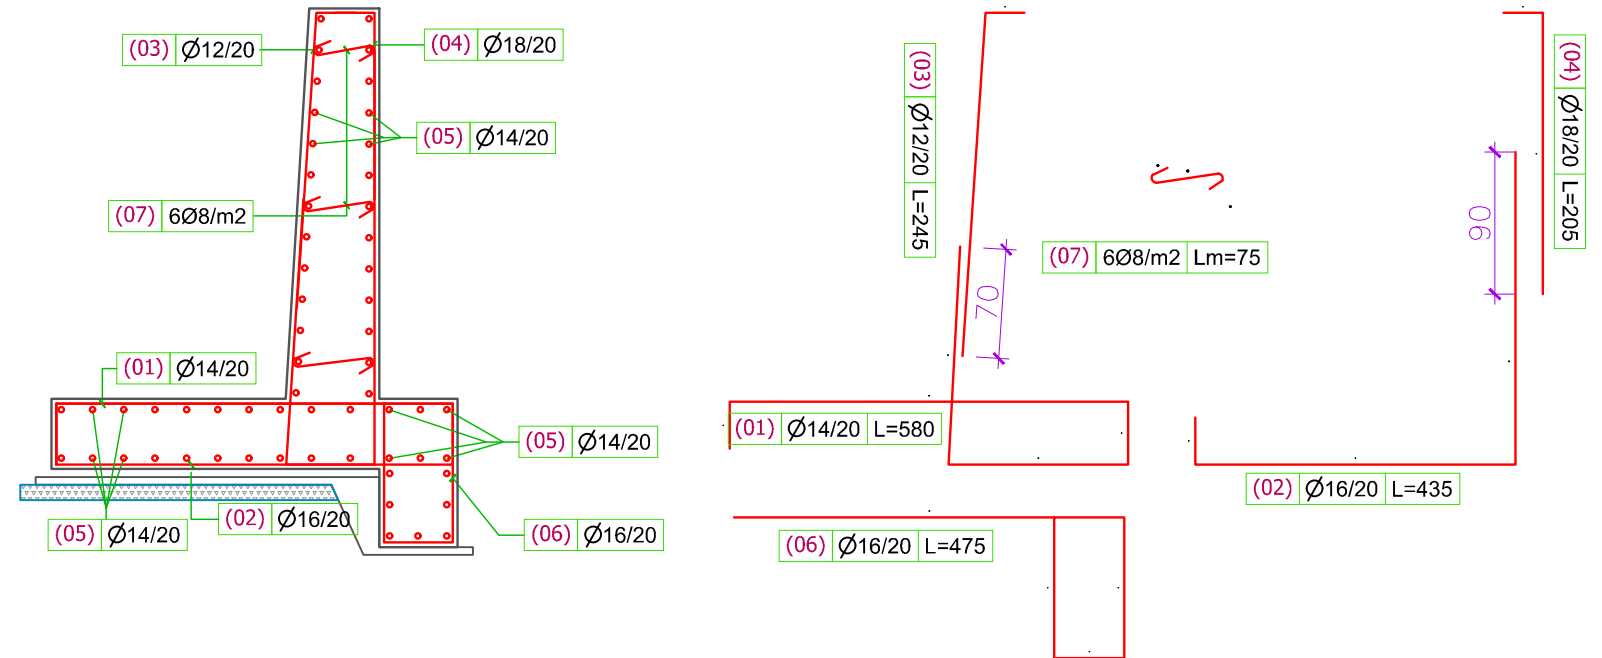 (03) Ø12/20
(04) Ø18/20
(05) Ø14/20
(07) 6Ø8/m2
(01) Ø14/20
(05) Ø14/20
(02) Ø16/20
(05) Ø14/20
(06) Ø16/20
(03) Ø12/20 L=245
(04) Ø18/20 L=205
90
(07) 6Ø8/m2 Lm=75
70
(01) Ø14/20 L=580
(02) Ø16/20 L=435
(06) Ø16/20 L=475